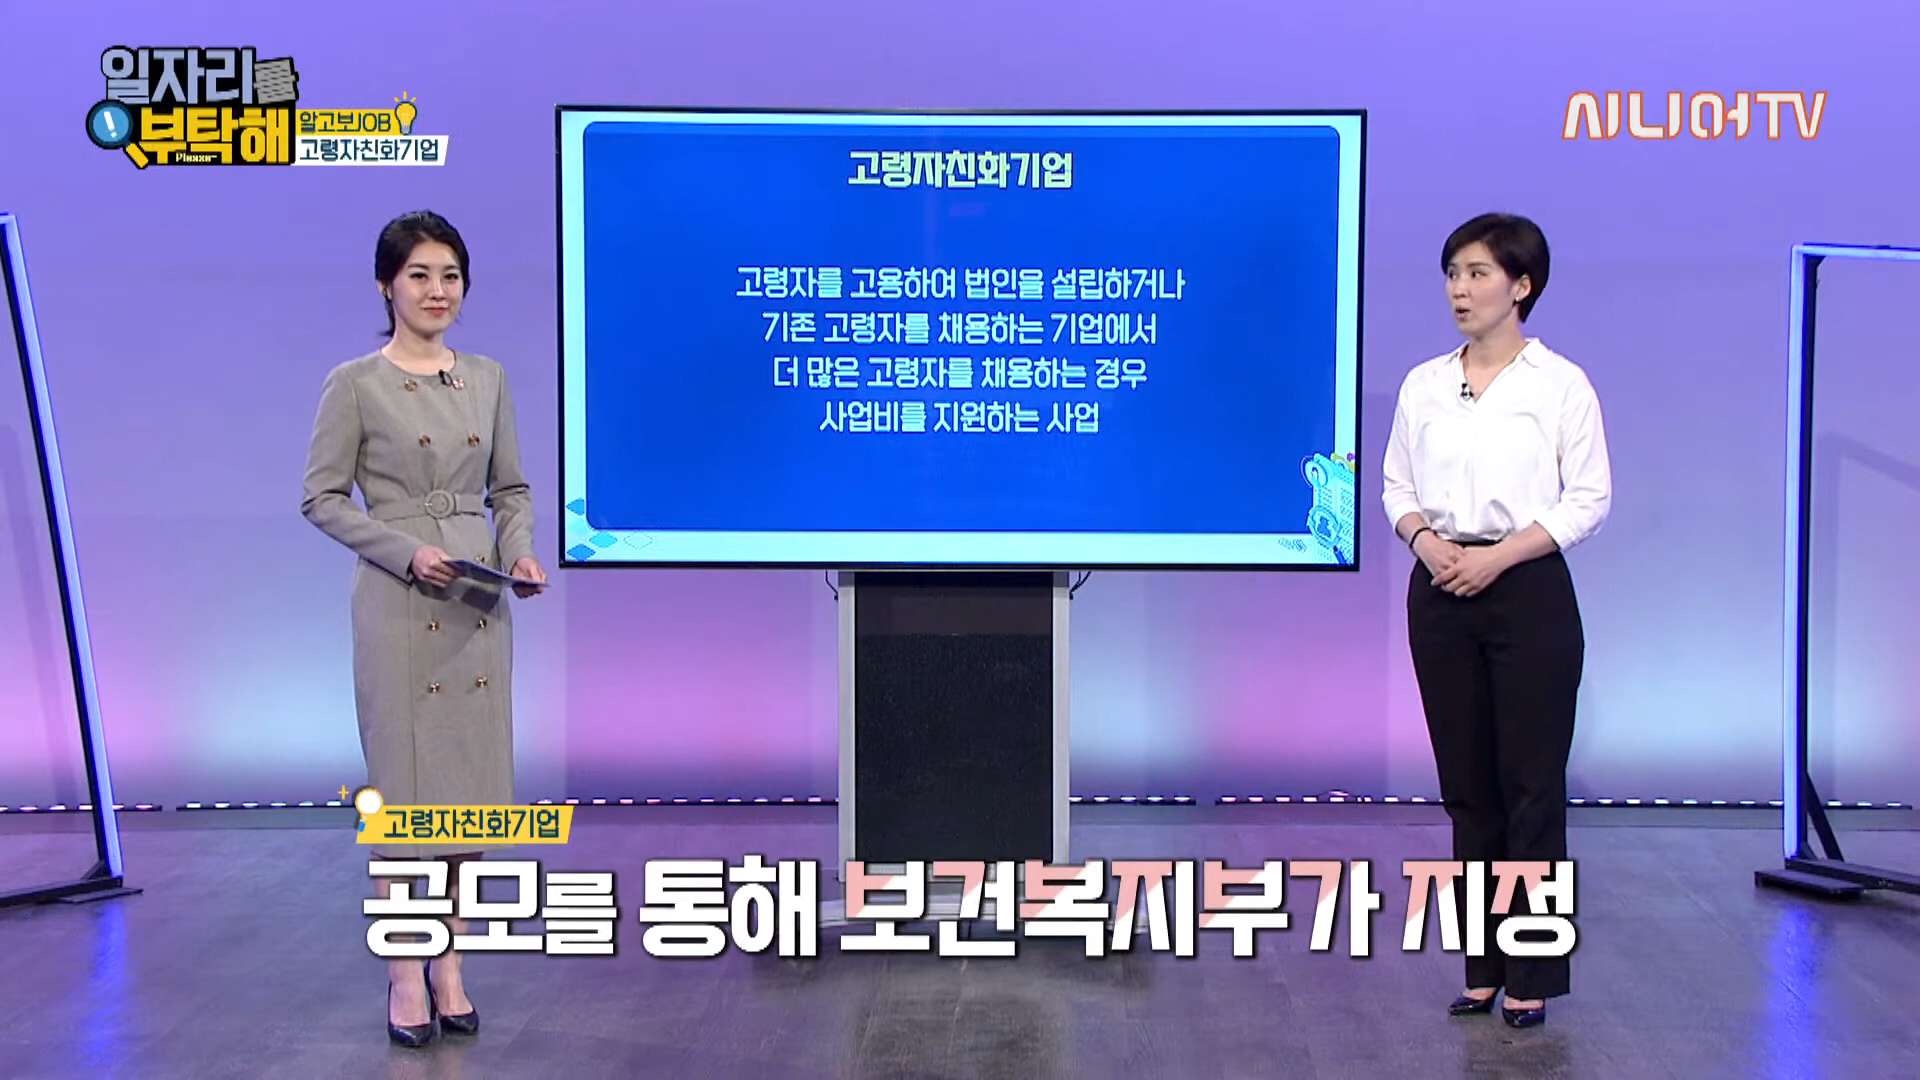 일자리를
부탁해
Please~
알고보JOB
고령자친화기업
시니어TV
고령자친화기업
고령자를 고용하여 법인을 설립하거나
기존 고령자를 채용하는 기업에서
더 많은 고령자를 채용하는 경우
사업비를 지원하는 사업
고령자친화기업
공모를 통해 보건복지부가 지정